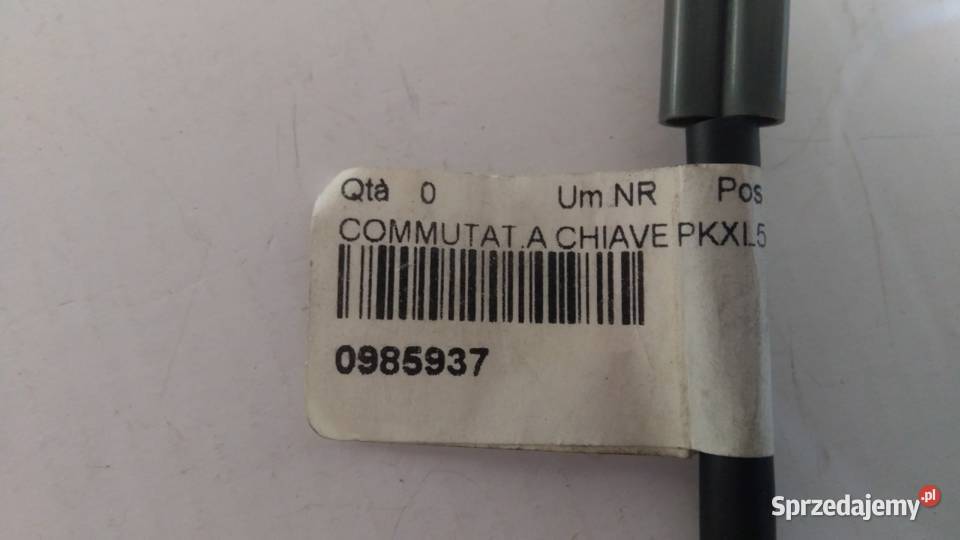 Qtà 0 Um NR Pos
COMMUTAT.A CHIAVE PKXL5
0985937
Sprzedajemy.pl